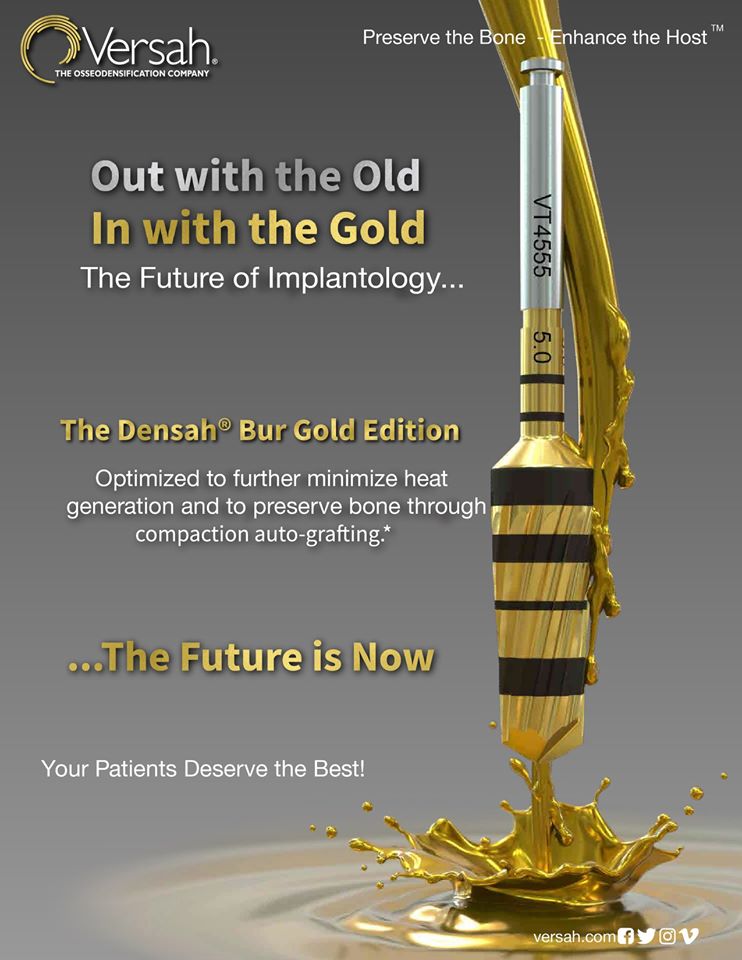 Versah®
THE OSSEODENSIFICATION COMPANY
Preserve the Bone - Enhance the Host™
Out with the Old
In with the Gold
The Future of Implantology...
VT4555
5.0
The Densah® Bur Gold Edition
Optimized to further minimize heat
generation and to preserve bone through
compaction auto-grafting.*
...The Future is Now
Your Patients Deserve the Best!
versah.com